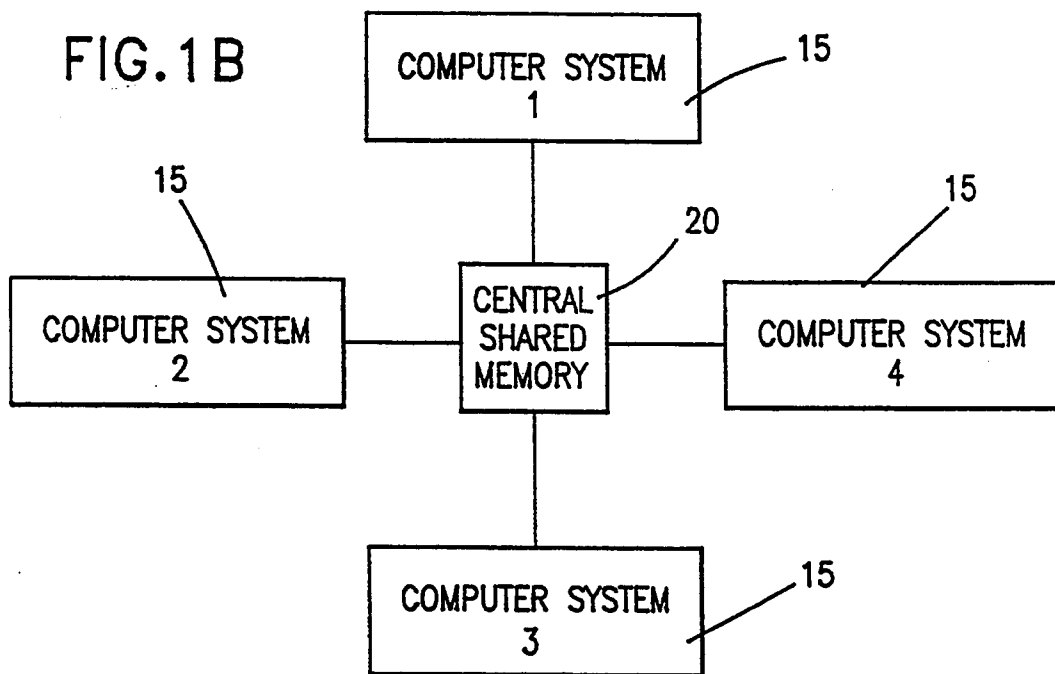 FIG.1B
COMPUTER SYSTEM
1
15
15
COMPUTER SYSTEM
2
20
CENTRAL
SHARED
MEMORY
15
COMPUTER SYSTEM
4
COMPUTER SYSTEM
3
15